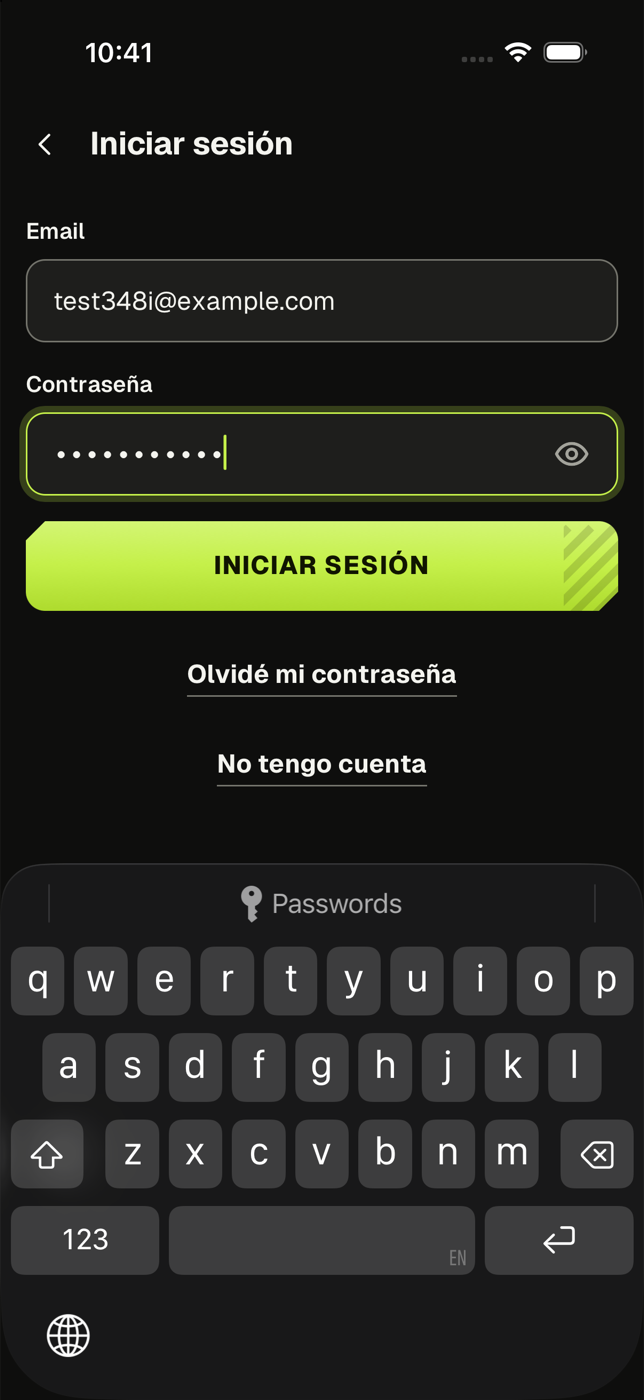 10:41
Iniciar sesión
Email
test348i@example.com
Contraseña
•••••••••••
INICIAR SESIÓN
Olvidé mi contraseña
No tengo cuenta
Passwords
q w e r t y u i o p
a s d f g h j k l
z x c v b n m
123
EN